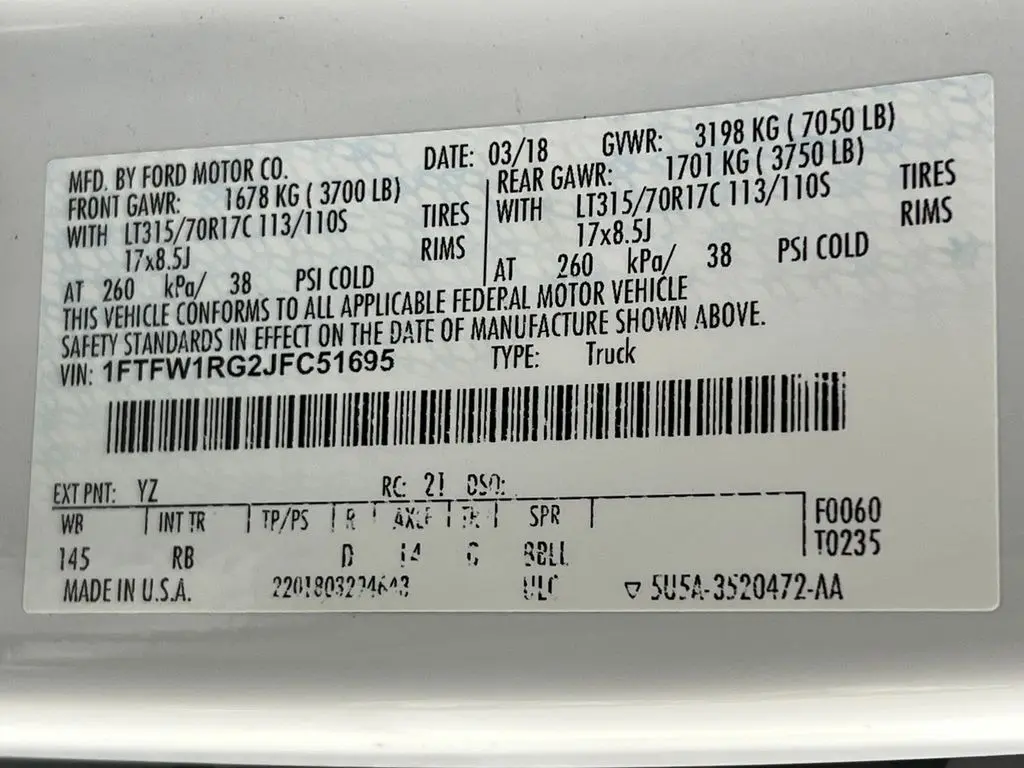 MFD. BY FORD MOTOR CO. DATE: 03/18 GVWR: 3198 KG ( 7050 LB)
FRONT GAWR: 1678 KG ( 3700 LB) REAR GAWR: 1701 KG ( 3750 LB)
WITH LT315/70R17C 113/110S TIRES WITH LT315/70R17C 113/110S TIRES
17x8.5J RIMS 17x8.5J RIMS
AT 260 kPa/ 38 PSI COLD AT 260 kPa/ 38 PSI COLD
THIS VEHICLE CONFORMS TO ALL APPLICABLE FEDERAL MOTOR VEHICLE
SAFETY STANDARDS IN EFFECT ON THE DATE OF MANUFACTURE SHOWN ABOVE.
VIN: 1FTFW1RG2JFC51695 TYPE: Truck
EXT PNT: YZ RC: 21 DSO:
WB INT TR TP/PS R AXLE TR SPR F0060
145 RB D G T0235
MADE IN U.S.A. ▽ 5U5A-3520472-AA